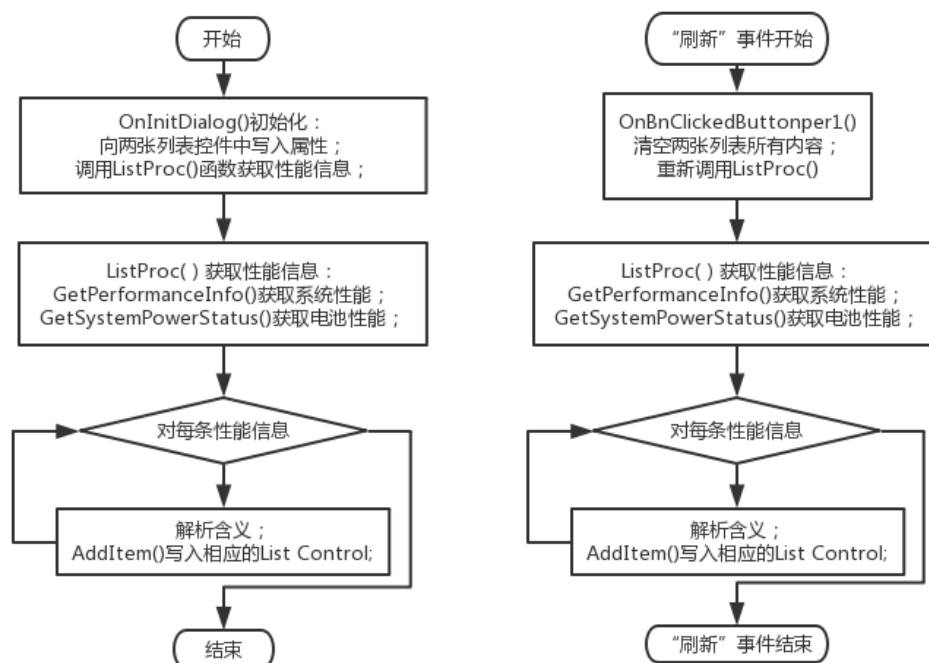 开始
OnInitDialog()初始化：
向两张列表控件中写入属性；
调用ListProc()函数获取性能信息；
ListProc( ) 获取性能信息：
GetPerformanceInfo()获取系统性能；
GetSystemPowerStatus()获取电池性能；
对每条性能信息
解析含义；
AddItem()写入相应的List Control;
结束
“刷新”事件开始
OnBnClickedButtonper1()
清空两张列表所有内容；
重新调用ListProc()
ListProc( ) 获取性能信息：
GetPerformanceInfo()获取系统性能；
GetSystemPowerStatus()获取电池性能；
对每条性能信息
解析含义；
AddItem()写入相应的List Control;
“刷新”事件结束